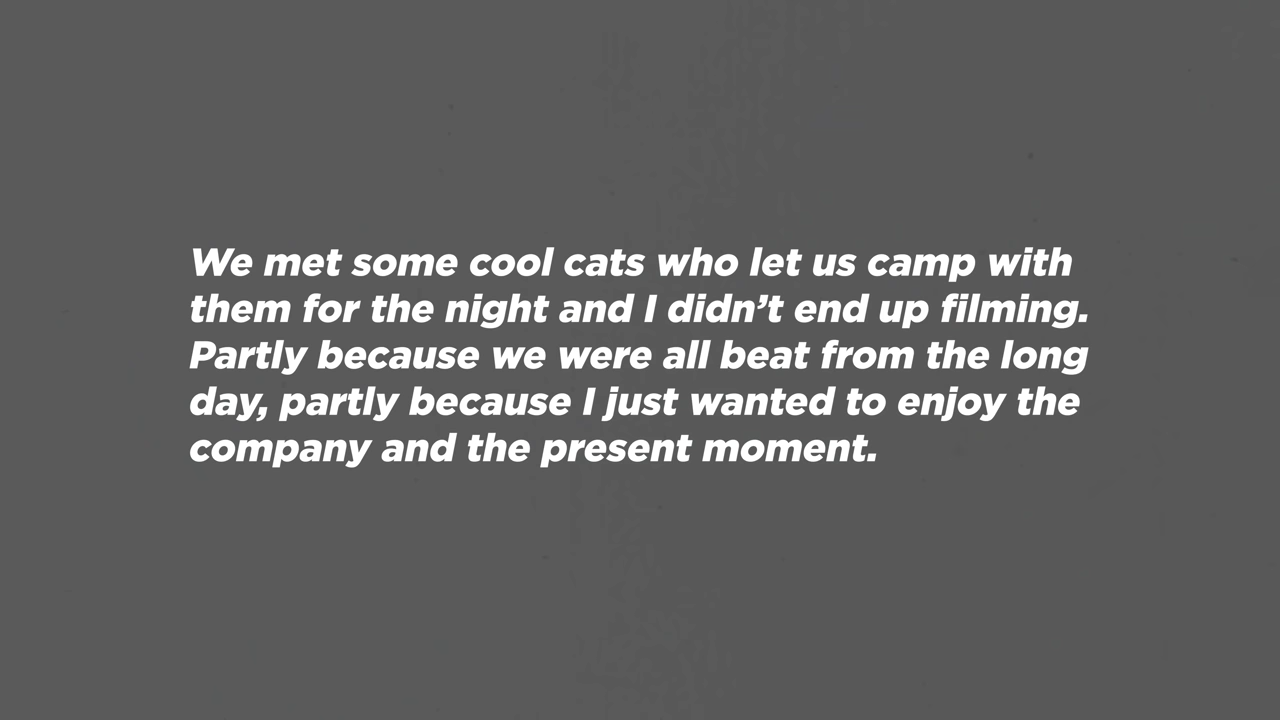 We met some cool cats who let us camp with
them for the night and I didn’t end up filming.
Partly because we were all beat from the long
day, partly because I just wanted to enjoy the
company and the present moment.